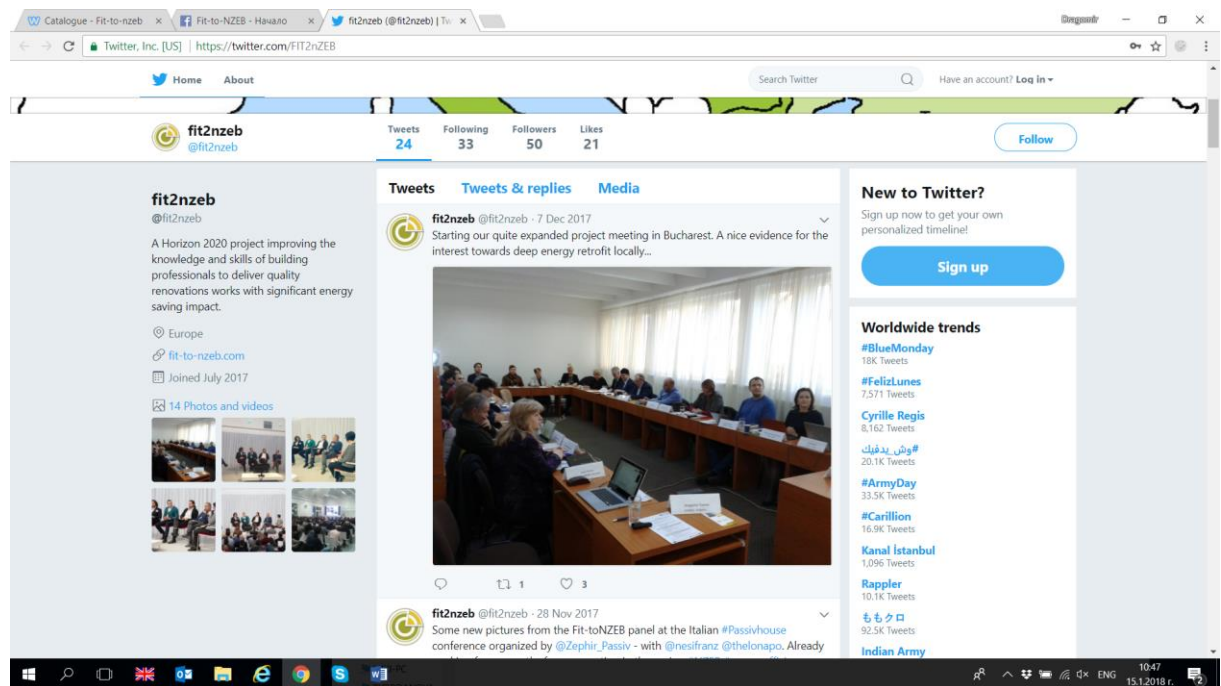 Catalogue - Fit-to-nzeb
Fit-to-NZEB - Начало
fit2nzeb (@fit2nzeb) | Tw
Dragomir
Twitter, Inc. [US] | https://twitter.com/FIT2nZEB
Home About
Search Twitter
Have an account? Log in
fit2nzeb
@fit2nzeb
Tweets Following Followers Likes
24 33 50 21
Follow
fit2nzeb
@fit2nzeb
A Horizon 2020 project improving the
knowledge and skills of building
professionals to deliver quality
renovations works with significant energy
saving impact.
Europe
fit-to-nzeb.com
Joined July 2017
14 Photos and videos
Tweets Tweets & replies Media
fit2nzeb @fit2nzeb · 7 Dec 2017
Starting our quite expanded project meeting in Bucharest. A nice evidence for the
interest towards deep energy retrofit locally...
1 3
fit2nzeb @fit2nzeb · 28 Nov 2017
Some new pictures from the Fit-toNZEB panel at the Italian #Passivhouse
conference organized by @Zephir_Passiv - with @nesifranz @thelonapo. Already
New to Twitter?
Sign up now to get your own
personalized timeline!
Sign up
Worldwide trends
#BlueMonday
18K Tweets
#FelizLunes
7,571 Tweets
Cyrille Regis
8,162 Tweets
#وش_يدفيك
20.1K Tweets
#ArmyDay
33.5K Tweets
#Carillion
16.9K Tweets
Kanal İstanbul
1,096 Tweets
Rappler
10.1K Tweets
ももクロ
92.5K Tweets
Indian Army
ENG
10:47
15.1.2018 г.
2